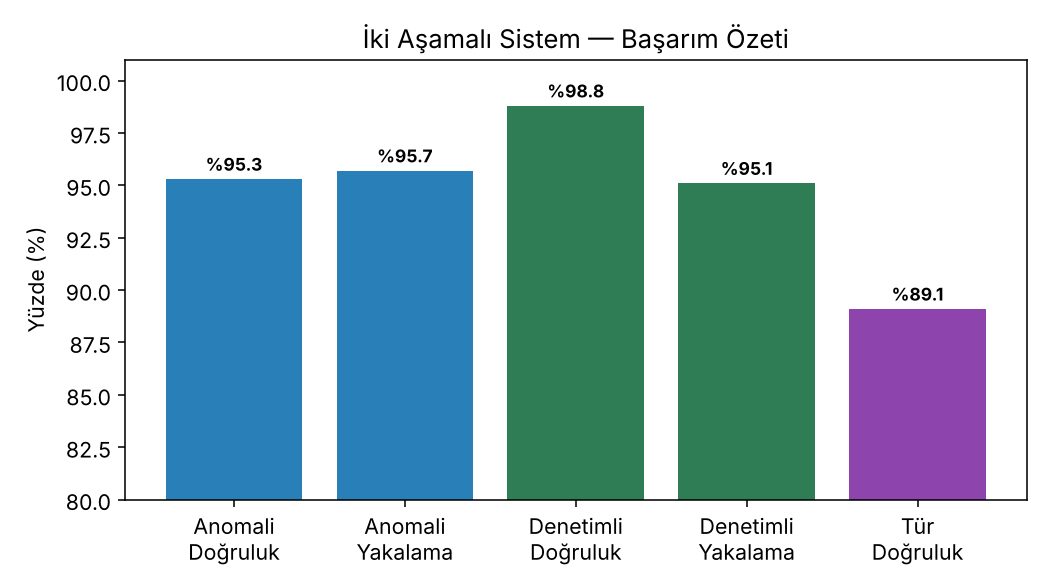 İki Aşamalı Sistem — Başarım Özeti
Yüzde (%)
100.0
97.5
95.0
92.5
90.0
87.5
85.0
82.5
80.0
%95.3
%95.7
%98.8
%95.1
%89.1
Anomali
Doğruluk
Anomali
Yakalama
Denetimli
Doğruluk
Denetimli
Yakalama
Tür
Doğruluk